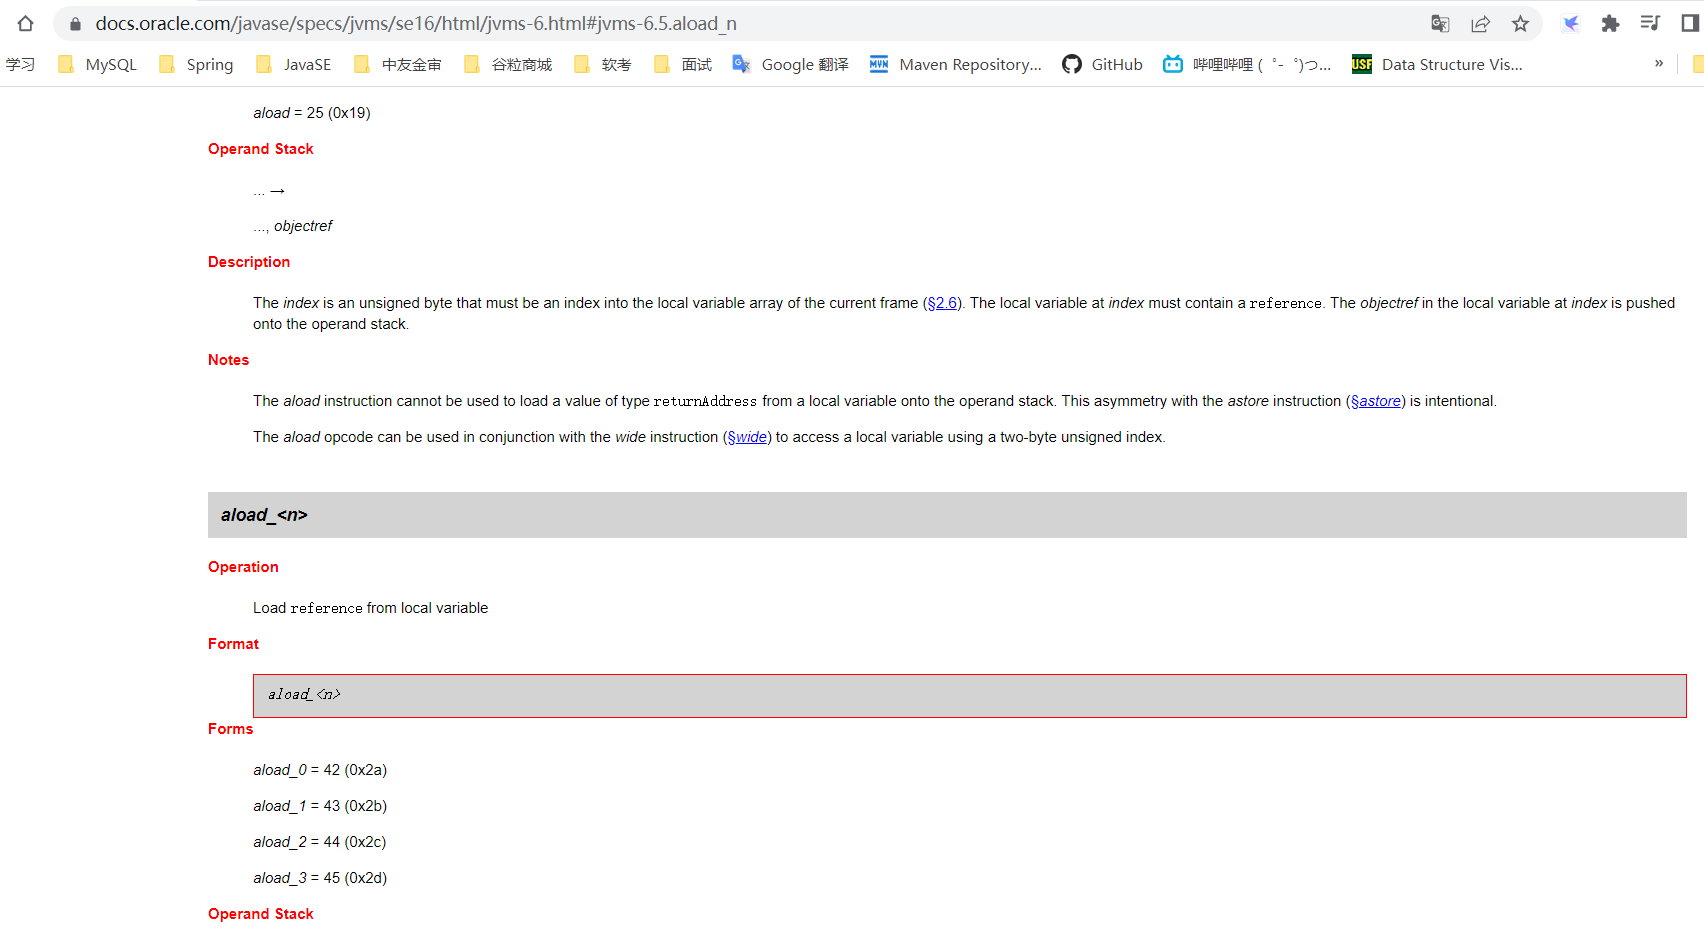 docs.oracle.com/javase/specs/jvms/se16/html/jvms-6.html#jvms-6.5.aload_n
学习 MySQL Spring JavaSE 中友金审 谷粒商城 软考 面试 Google 翻译 MVN Maven Repository... GitHub 哔哩哔哩 ( ゜- ゜)つ... USF Data Structure Vis... »
aload = 25 (0x19)
Operand Stack
... →
..., objectref
Description
The index is an unsigned byte that must be an index into the local variable array of the current frame (§2.6). The local variable at index must contain a reference. The objectref in the local variable at index is pushed
onto the operand stack.
Notes
The aload instruction cannot be used to load a value of type returnAddress from a local variable onto the operand stack. This asymmetry with the astore instruction (§astore) is intentional.
The aload opcode can be used in conjunction with the wide instruction (§wide) to access a local variable using a two-byte unsigned index.
aload_<n>
Operation
Load reference from local variable
Format
aload_<n>
Forms
aload_0 = 42 (0x2a)
aload_1 = 43 (0x2b)
aload_2 = 44 (0x2c)
aload_3 = 45 (0x2d)
Operand Stack